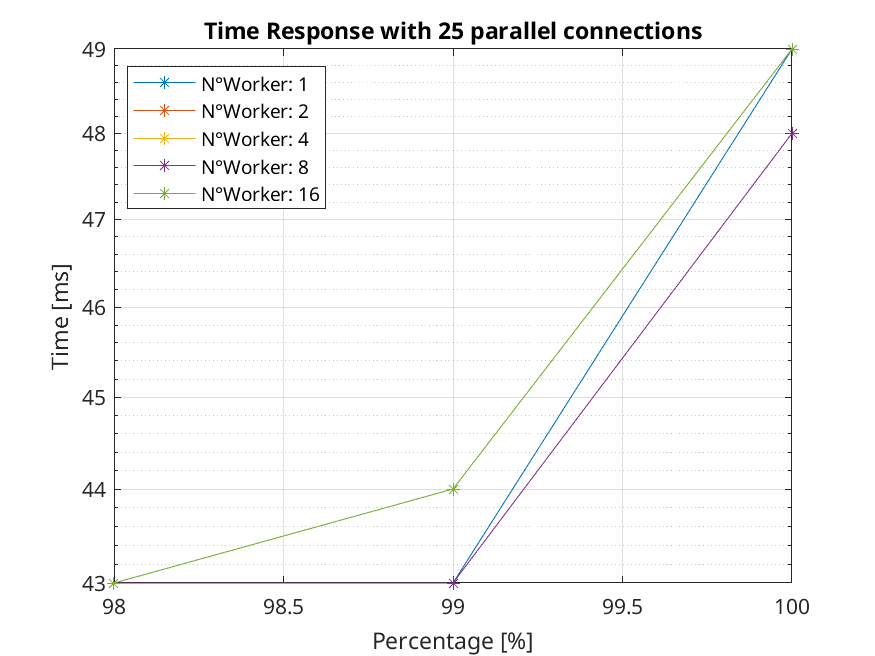 Time Response with 25 parallel connections
49
48
47
46
45
44
43
Time [ms]
N°Worker: 1
N°Worker: 2
N°Worker: 4
N°Worker: 8
N°Worker: 16
98
98.5
99
99.5
100
Percentage [%]